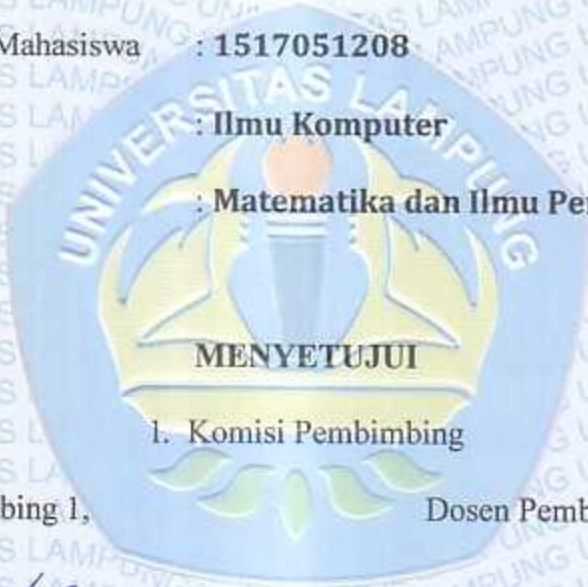 Mahasiswa : 1517051208
: Ilmu Komputer
: Matematika dan Ilmu Pe
UNIVERSITAS LAMPUNG
MENYETUJUI
1. Komisi Pembimbing
bing 1, Dosen Pemb